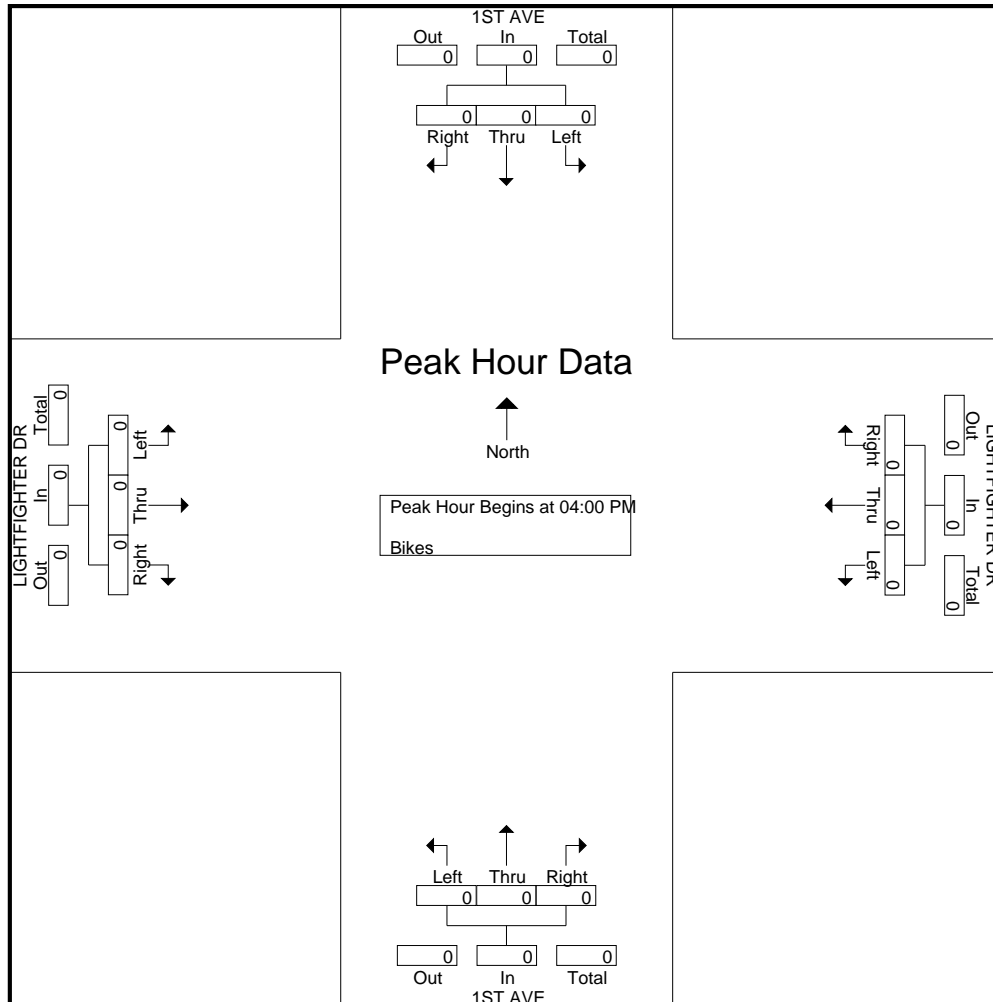 1ST AVE
Out In Total
0 0 0
0 0 0
Right Thru Left
Peak Hour Data
North
Peak Hour Begins at 04:00 PM
Bikes
LIGHTFIGHTER DR
Out In Total
0 0 0
0 0 0
Right Thru Left
LIGHTFIGHTER DR
Out In Total
0 0 0
0 0 0
Right Thru Left
Left Thru Right
0 0 0
0 0 0
Out In Total
1ST AVE